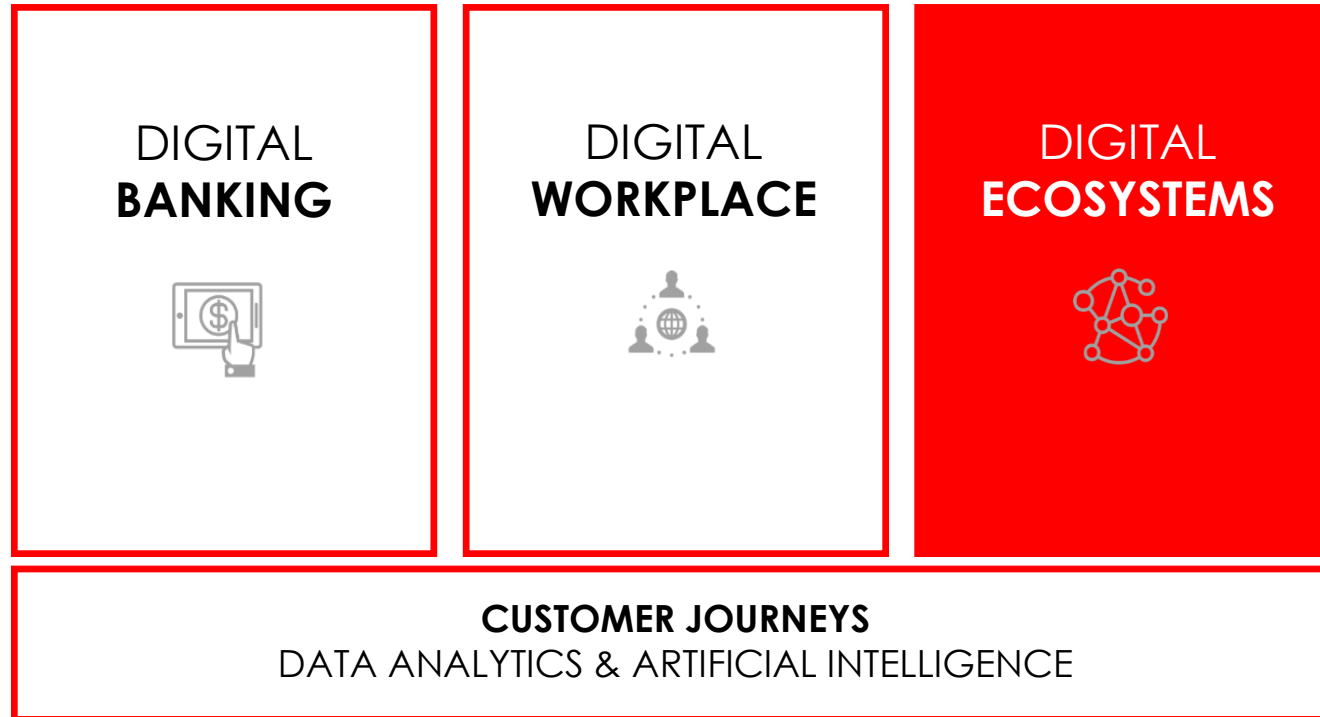 DIGITAL
BANKING
$
DIGITAL
WORKPLACE
DIGITAL
ECOSYSTEMS
CUSTOMER JOURNEYS
DATA ANALYTICS & ARTIFICIAL INTELLIGENCE